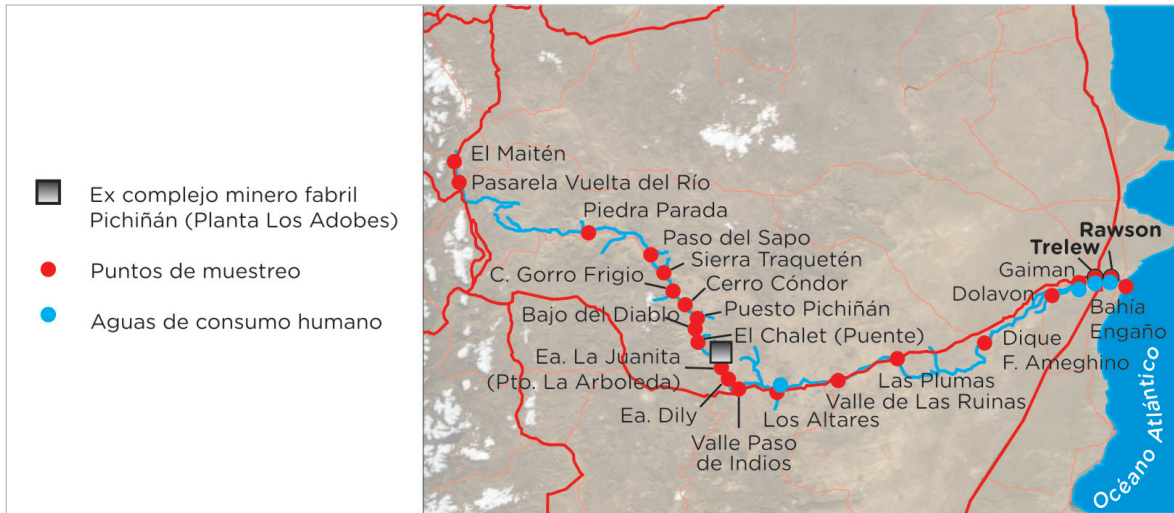 Ex complejo minero fabril
Pichiñán (Planta Los Adobes)
Puntos de muestreo
Aguas de consumo humano
El Maitén
Pasarela Vuelta del Río
Piedra Parada
Paso del Sapo
Sierra Traquetén
C. Gorro Frigio
Cerro Cóndor
Puesto Pichiñán
Bajo del Diablo
El Chalet (Puente)
Ea. La Juanita
(Pto. La Arboleda)
Ea. Dily
Valle Paso
de Indios
Los Altares
Valle de Las Ruinas
Las Plumas
Dique
F. Ameghino
Dolavon
Gaiman
Trelew
Rawson
Bahía
Engaño
Océano Atlántico